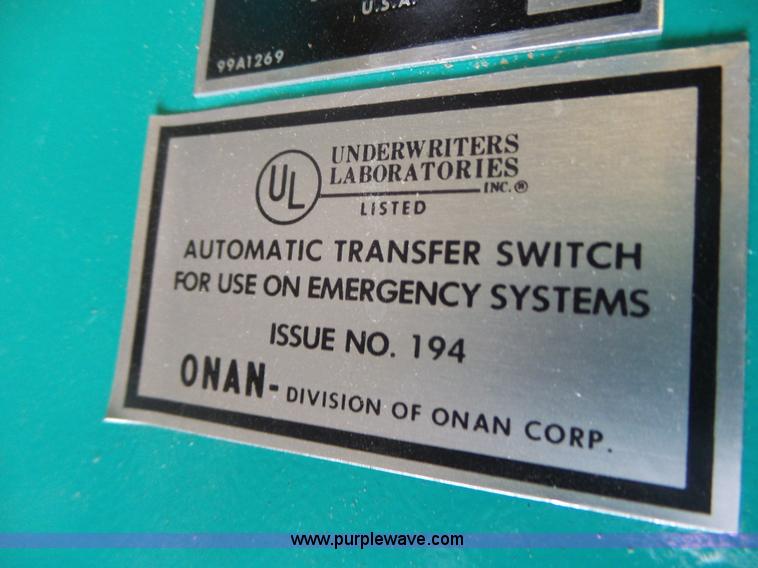 U.S.A.
99A1269
UL
UNDERWRITERS
LABORATORIES
INC.®
LISTED
AUTOMATIC TRANSFER SWITCH
FOR USE ON EMERGENCY SYSTEMS
ISSUE NO. 194
ONAN- DIVISION OF ONAN CORP.
www.purplewave.com